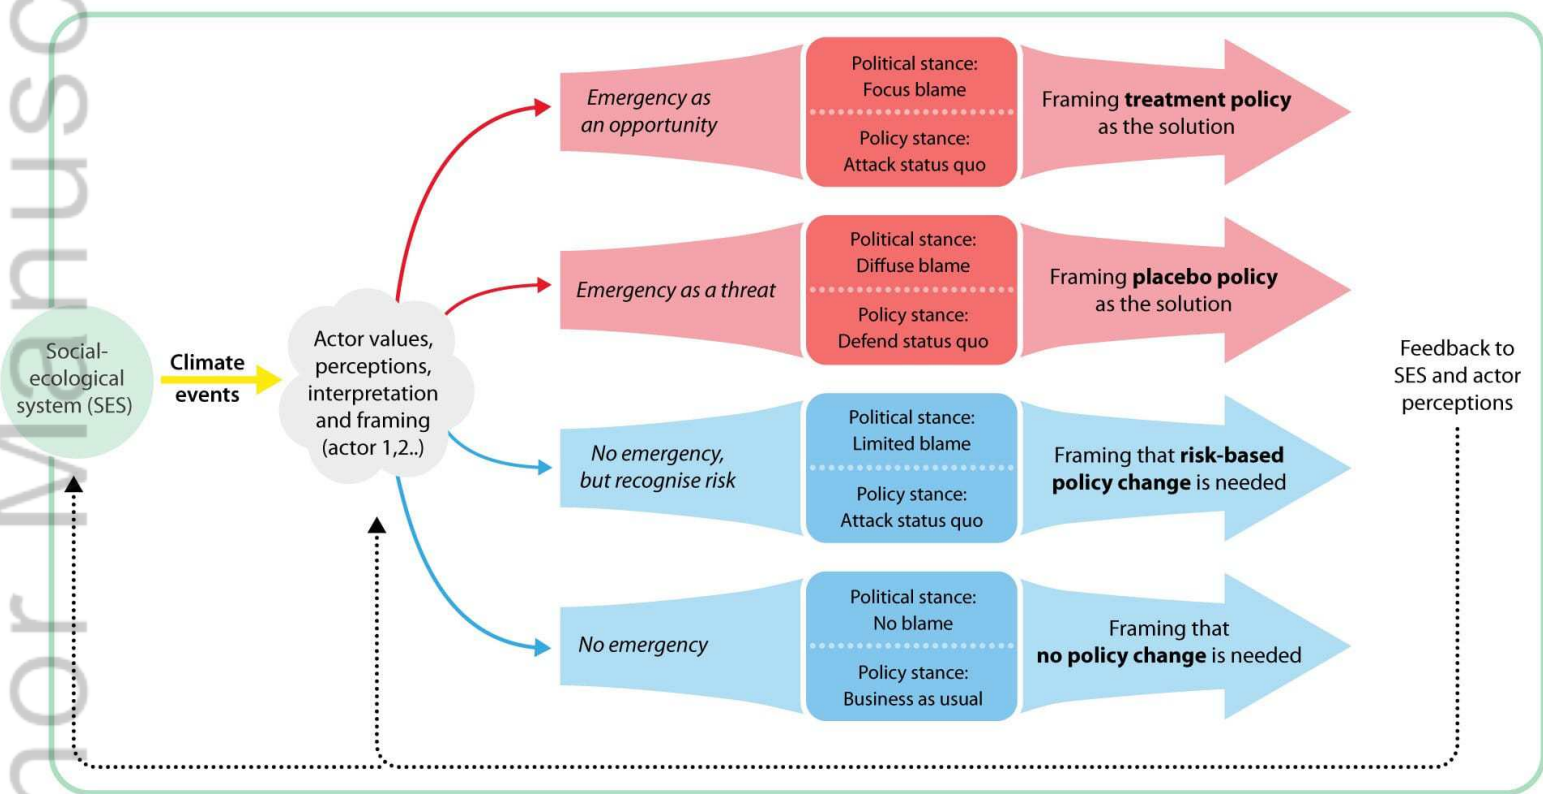 Social-
ecological
system (SES)
Climate
events
Actor values,
perceptions,
interpretation
and framing
(actor 1,2..)
Emergency as
an opportunity
Political stance:
Focus blame
Policy stance:
Attack status quo
Framing treatment policy
as the solution
Emergency as a threat
Political stance:
Diffuse blame
Policy stance:
Defend status quo
Framing placebo policy
as the solution
No emergency,
but recognise risk
Political stance:
Limited blame
Policy stance:
Attack status quo
Framing that risk-based
policy change is needed
No emergency
Political stance:
No blame
Policy stance:
Business as usual
Framing that
no policy change is needed
Feedback to
SES and actor
perceptions